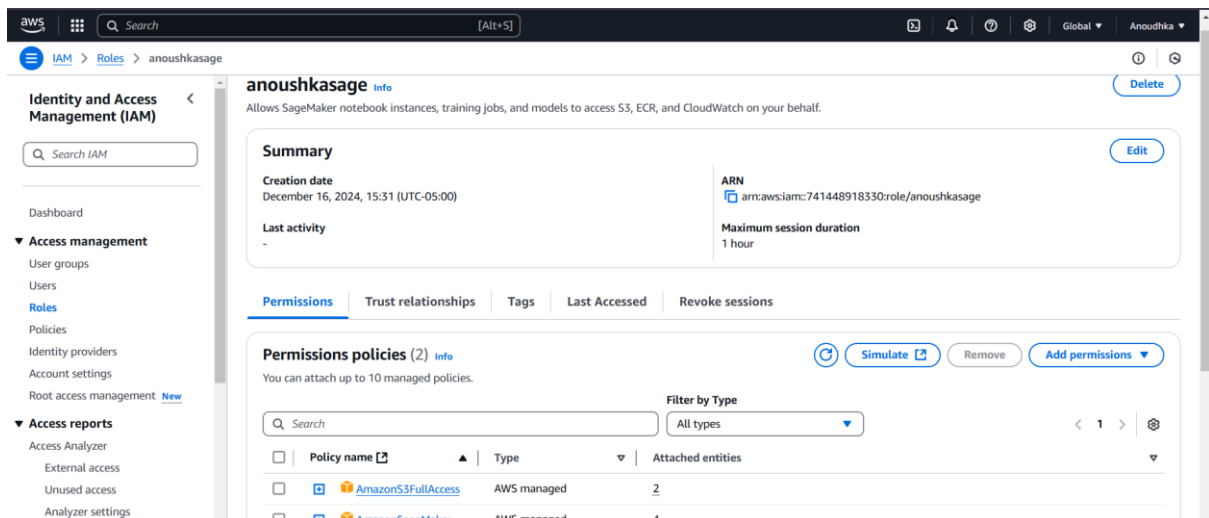 aws
Search [Alt+S] Global Anoudhka
IAM > Roles > anoushkasage
Identity and Access
Management (IAM)
Search IAM
Dashboard
Access management
User groups
Users
Roles
Policies
Identity providers
Account settings
Root access management New
Access reports
Access Analyzer
External access
Unused access
Analyzer settings
anoushkasage Info
Delete
Allows SageMaker notebook instances, training jobs, and models to access S3, ECR, and CloudWatch on your behalf.
Summary
Edit
Creation date
December 16, 2024, 15:31 (UTC-05:00)
ARN
arn:aws:iam::741448918330:role/anoushkasage
Last activity
-
Maximum session duration
1 hour
Permissions Trust relationships Tags Last Accessed Revoke sessions
Permissions policies (2) Info
Simulate Remove Add permissions
You can attach up to 10 managed policies.
Filter by Type
Search All types < 1 >
Policy name Type Attached entities
AmazonS3FullAccess AWS managed 2
AWS managed